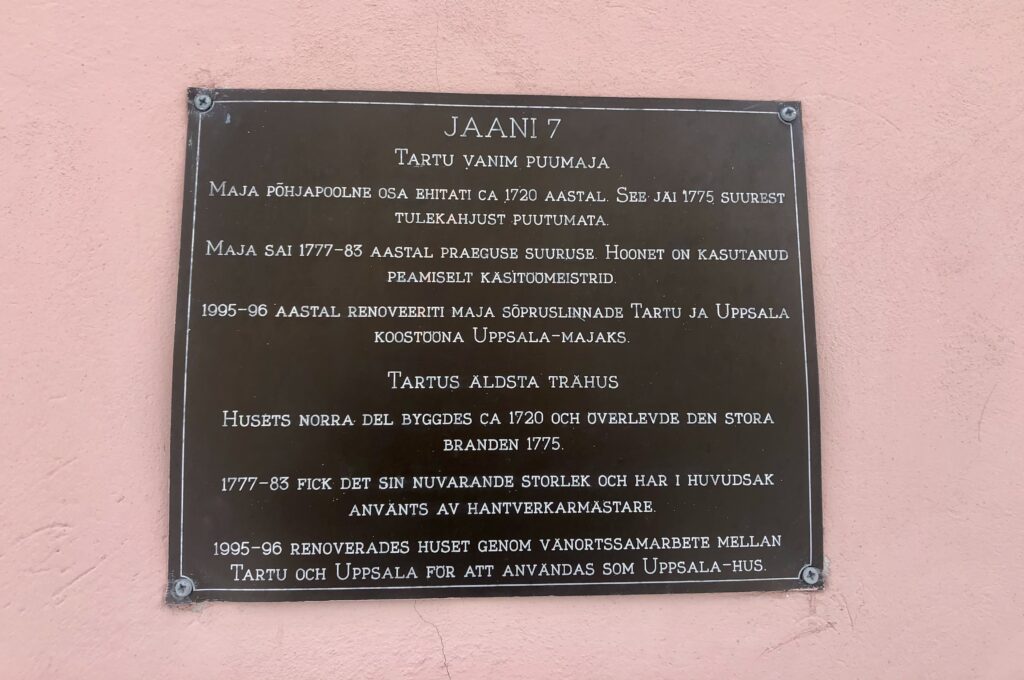 JAANI 7
TARTU VANIM PUUMAJA
MAJA PÕHJAPOOLNE OSA EHITATI CA 1720 AASTAL. SEE JÄI 1775 SUUREST
TULEKAHJUST PUUTUMATA.
MAJA SAI 1777-83 AASTAL PRAEGUSE SUURUSE. HOONET ON KASUTANUD
PEAMISELT KÄSITÖÖMEISTRID.
1995-96 AASTAL RENOVEERITI MAJA SÕPRUSLINNADE TARTU JA UPPSALA
KOOSTÖÖNA UPPSALA-MAJAKS.
TARTUS ÄLDSTA TRÄHUS
HUSETS NORRA DEL BYGGDES CA 1720 OCH ÖVERLEVDE DEN STORA
BRANDEN 1775.
1777-83 FICK DET SIN NUVARANDE STORLEK OCH HAR I HUVUDSAK
ANVÄNTS AV HANTVERKARMÄSTARE.
1995-96 RENOVERADES HUSET GENOM VÄNORTSSAMARBETE MELLAN
TARTU OCH UPPSALA FÖR ATT ANVÄNDAS SOM UPPSALA-HUS.